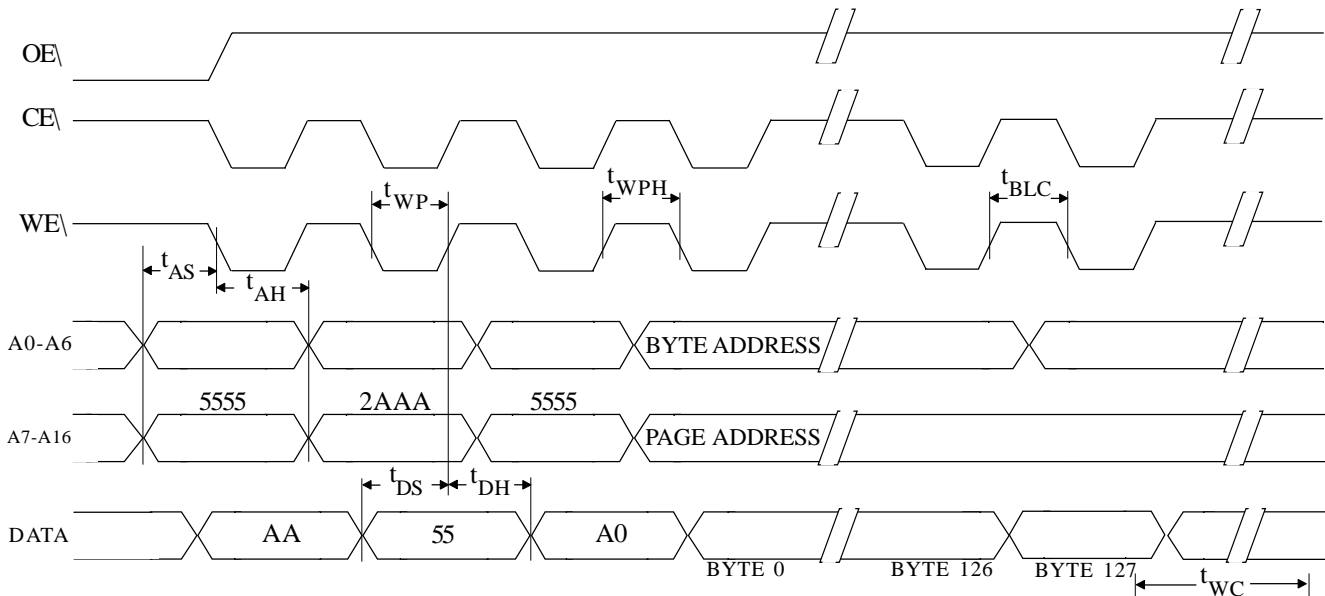 OE\
CE\
tWP
tWPH
tBLC
WE\
tAS
tAH
A0-A6
BYTE ADDRESS
5555
2AAA
5555
A7-A16
PAGE ADDRESS
tDS
tDH
DATA
AA
55
A0
BYTE 0
BYTE 126
BYTE 127
tWC